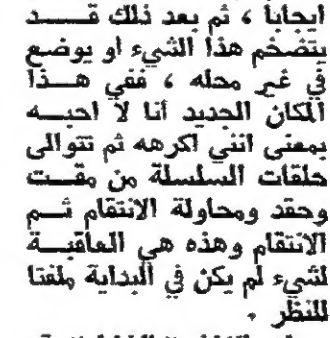 ايحابا ، ثم بعد ذلك قـــد
يتضخم هذا الشيء او يوضع
في غير محله ، ففي هـــذا
المكان الجديد أنا لا احبـــه
بمعنى انني اكرهه ثم تتوالى
حلقات السلسلة من مقـــت
وحقد ومحاولة الانتقام ثـــم
الانتقام وهذه هي العاقبـــة
لشيء لم يكن في البداية ملفتا
للنظر .